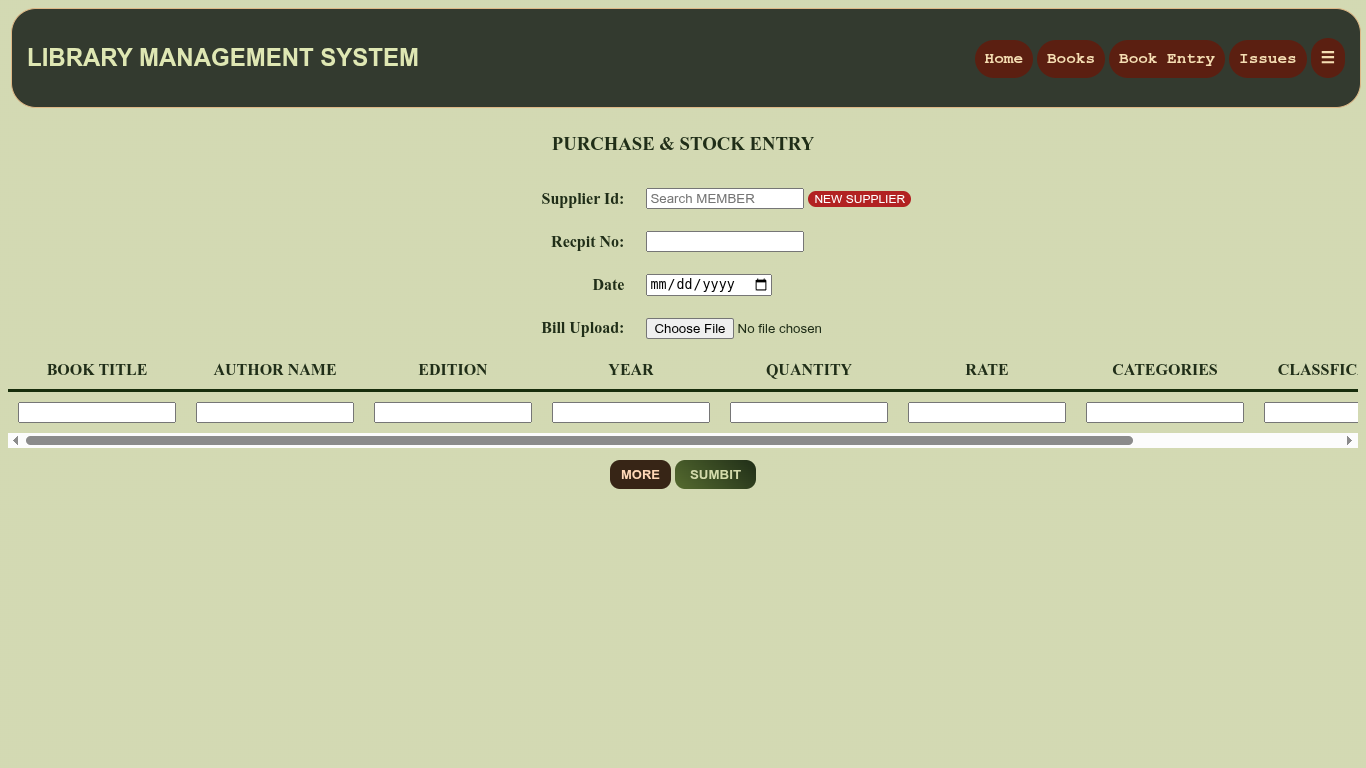 LIBRARY MANAGEMENT SYSTEM
Home Books Book Entry Issues ☰
PURCHASE & STOCK ENTRY
Supplier Id: Search MEMBER NEW SUPPLIER
Recpit No:
Date mm/dd/yyyy
Bill Upload: Choose File No file chosen
BOOK TITLE AUTHOR NAME EDITION YEAR QUANTITY RATE CATEGORIES CLASSFIC
MORE SUMBIT